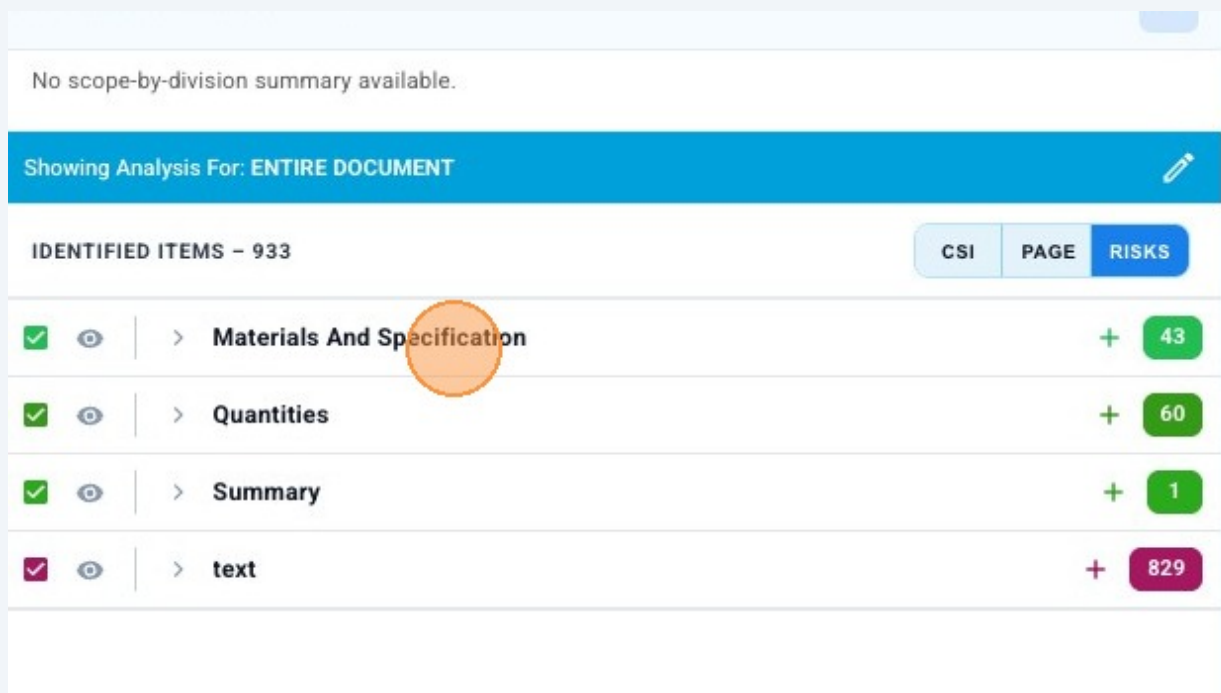 No scope-by-division summary available.
Showing Analysis For: ENTIRE DOCUMENT
IDENTIFIED ITEMS – 933
CSI
PAGE
RISKS
Materials And Specification
43
Quantities
60
Summary
1
text
829